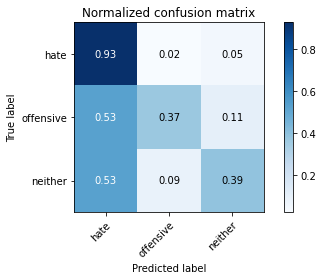 Normalized confusion matrix
True label
hate 0.93 0.02 0.05
offensive 0.53 0.37 0.11
neither 0.53 0.09 0.39
hate offensive neither
Predicted label
0.8
0.6
0.4
0.2